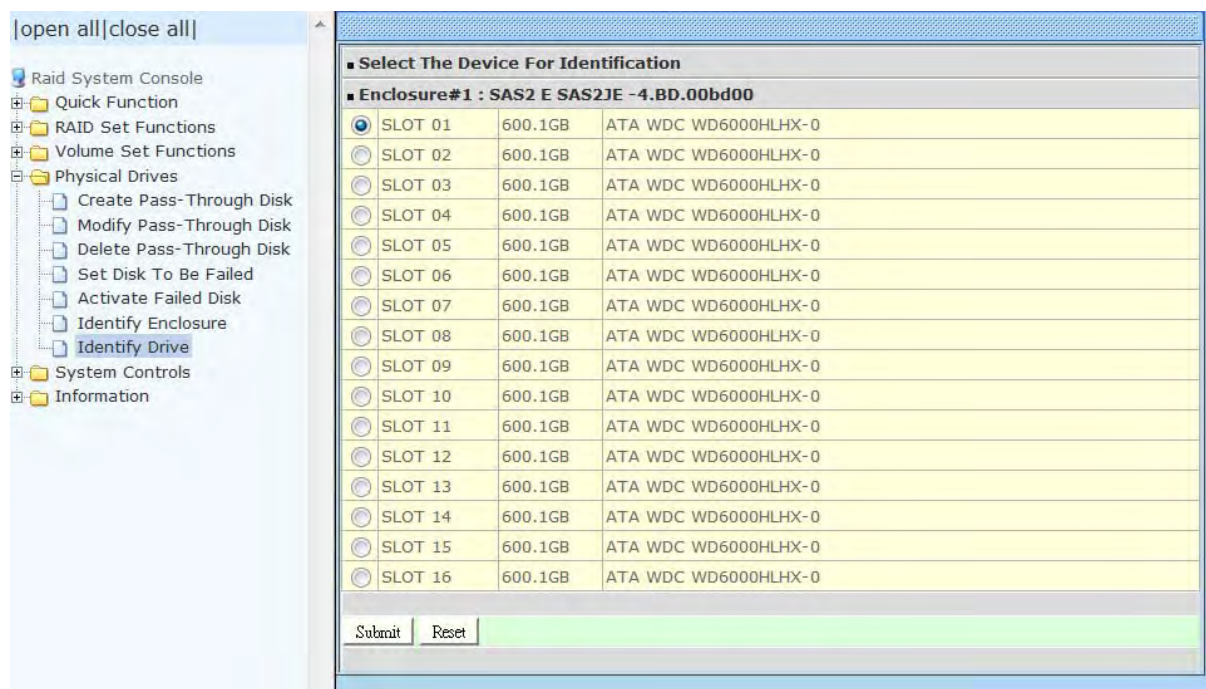 |open all|close all|
Raid System Console
Quick Function
RAID Set Functions
Volume Set Functions
Physical Drives
Create Pass-Through Disk
Modify Pass-Through Disk
Delete Pass-Through Disk
Set Disk To Be Failed
Activate Failed Disk
Identify Enclosure
Identify Drive
System Controls
Information
Select The Device For Identification
Enclosure#1 : SAS2 E SAS2JE -4.BD.00bd00
SLOT 01 600.1GB ATA WDC WD6000HLHX-0
SLOT 02 600.1GB ATA WDC WD6000HLHX-0
SLOT 03 600.1GB ATA WDC WD6000HLHX-0
SLOT 04 600.1GB ATA WDC WD6000HLHX-0
SLOT 05 600.1GB ATA WDC WD6000HLHX-0
SLOT 06 600.1GB ATA WDC WD6000HLHX-0
SLOT 07 600.1GB ATA WDC WD6000HLHX-0
SLOT 08 600.1GB ATA WDC WD6000HLHX-0
SLOT 09 600.1GB ATA WDC WD6000HLHX-0
SLOT 10 600.1GB ATA WDC WD6000HLHX-0
SLOT 11 600.1GB ATA WDC WD6000HLHX-0
SLOT 12 600.1GB ATA WDC WD6000HLHX-0
SLOT 13 600.1GB ATA WDC WD6000HLHX-0
SLOT 14 600.1GB ATA WDC WD6000HLHX-0
SLOT 15 600.1GB ATA WDC WD6000HLHX-0
SLOT 16 600.1GB ATA WDC WD6000HLHX-0
Submit Reset